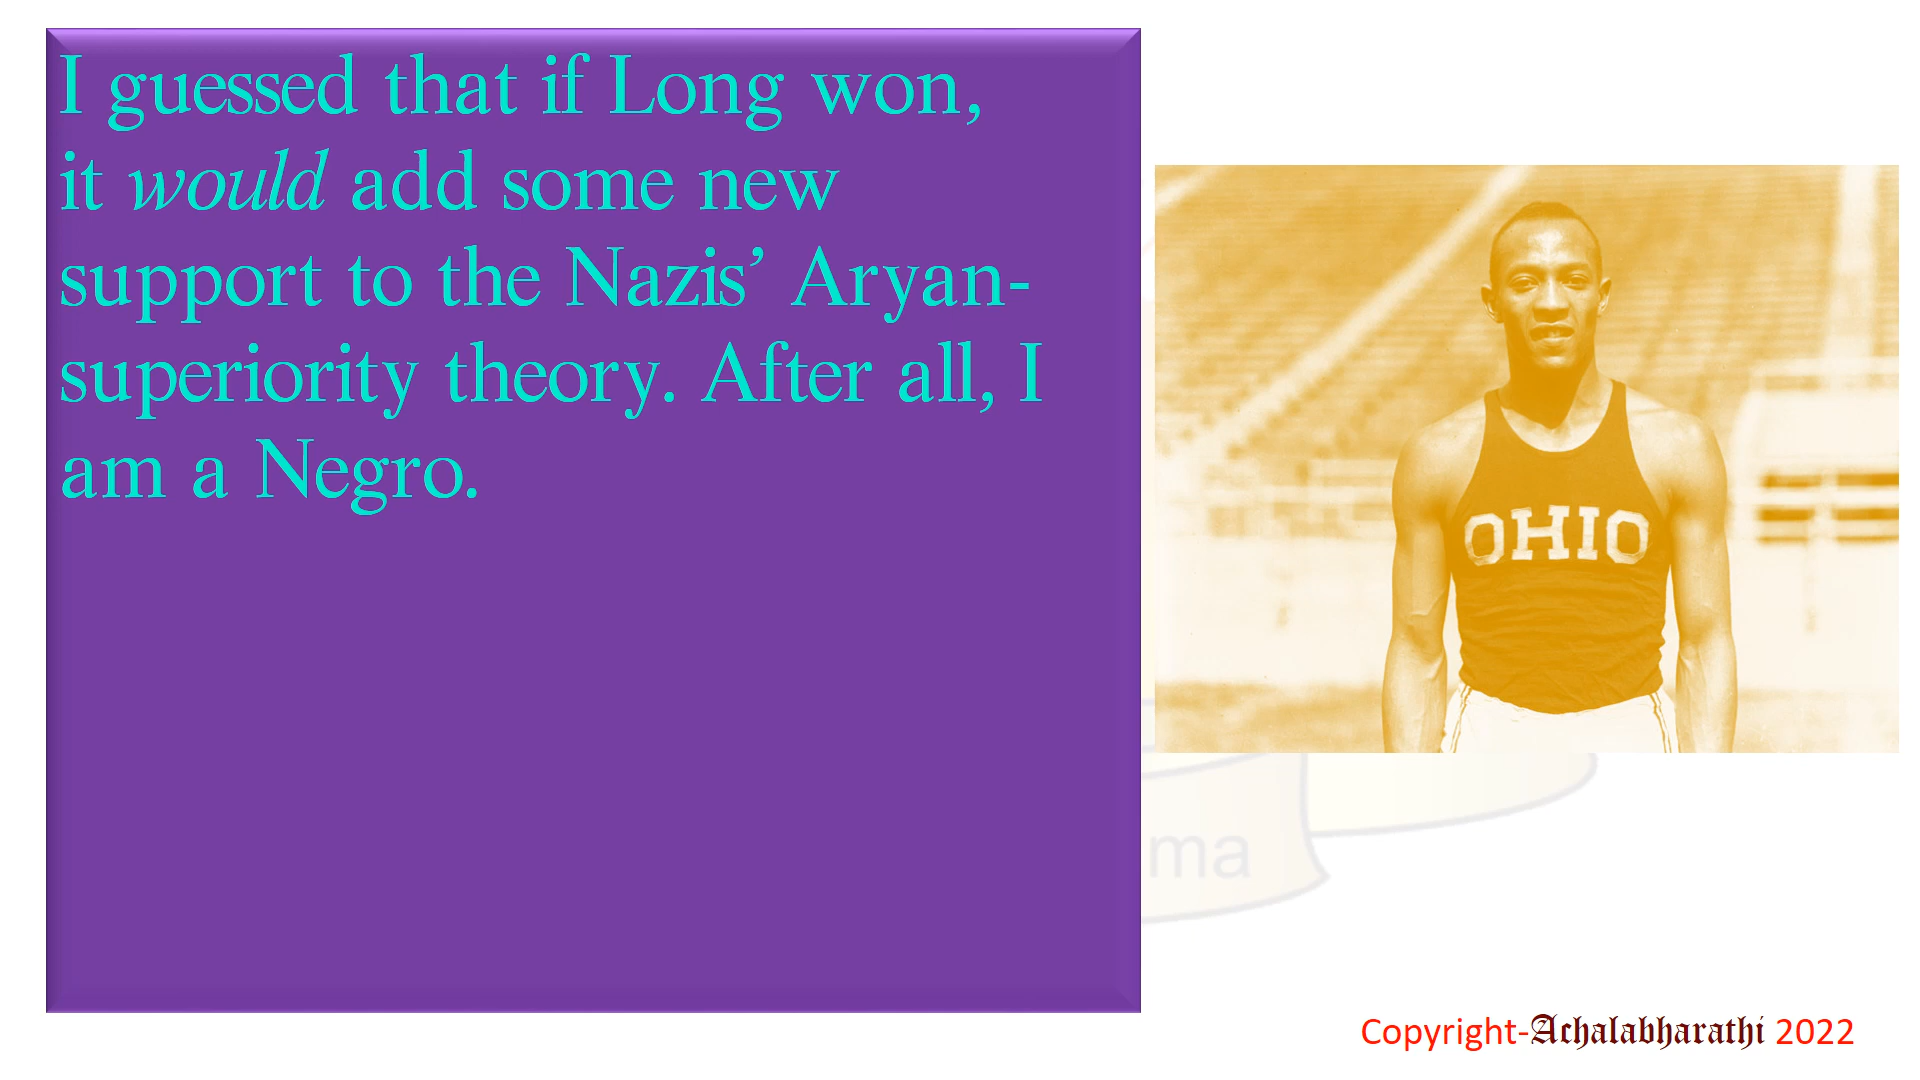 I guessed that if Long won,
it would add some new
support to the Nazis’ Aryan-
superiority theory. After all, I
am a Negro.
OHIO
ma
Copyright-Achalabharathi 2022